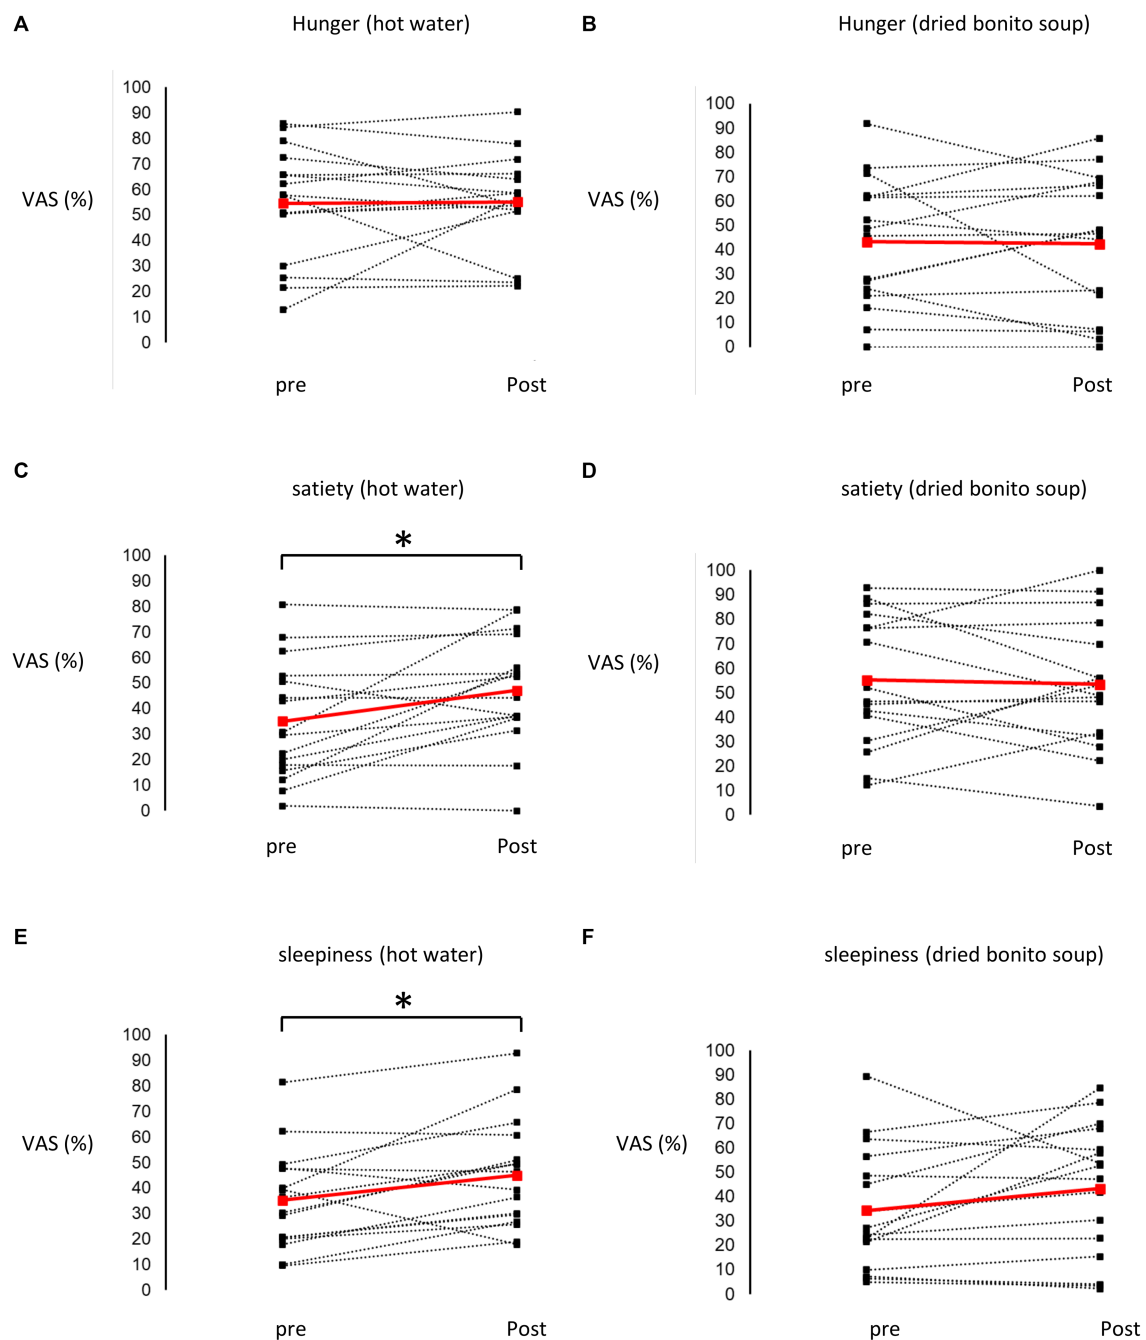 A
Hunger (hot water)
VAS (%)
100
90
80
70
60
50
40
30
20
10
0
pre
Post
B
Hunger (dried bonito soup)
VAS (%)
100
90
80
70
60
50
40
30
20
10
0
pre
Post
C
satiety (hot water)
*
VAS (%)
100
90
80
70
60
50
40
30
20
10
0
pre
Post
D
satiety (dried bonito soup)
VAS (%)
100
90
80
70
60
50
40
30
20
10
0
pre
Post
E
sleepiness (hot water)
*
VAS (%)
100
90
80
70
60
50
40
30
20
10
0
pre
Post
F
sleepiness (dried bonito soup)
VAS (%)
100
90
80
70
60
50
40
30
20
10
0
pre
Post